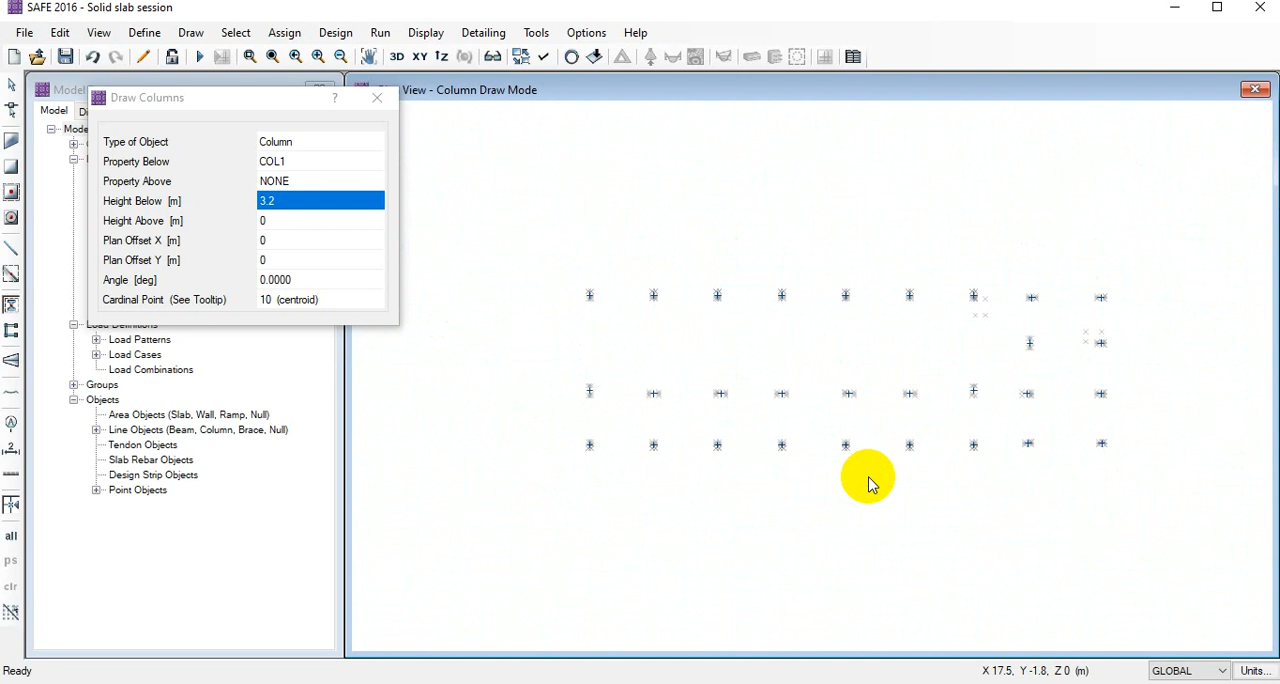 SAFE 2016 - Solid slab session
File Edit View Define Draw Select Assign Design Run Display Detailing Tools Options Help
3D XY
Model
View - Column Draw Mode
Draw Columns ?
Model
Type of Object Column
Property Below COL1
Property Above NONE
Height Below [m] 3.2
Height Above [m] 0
Plan Offset X [m] 0
Plan Offset Y [m] 0
Angle [deg] 0.0000
Cardinal Point (See Tooltip) 10 (centroid)
Load Definitions
Load Patterns
Load Cases
Load Combinations
Groups
Objects
Area Objects (Slab, Wall, Ramp, Null)
Line Objects (Beam, Column, Brace, Null)
Tendon Objects
Slab Rebar Objects
Design Strip Objects
Point Objects
all
ps
clr
Ready
X 17.5, Y -1.8, Z 0 (m)
GLOBAL
Units...